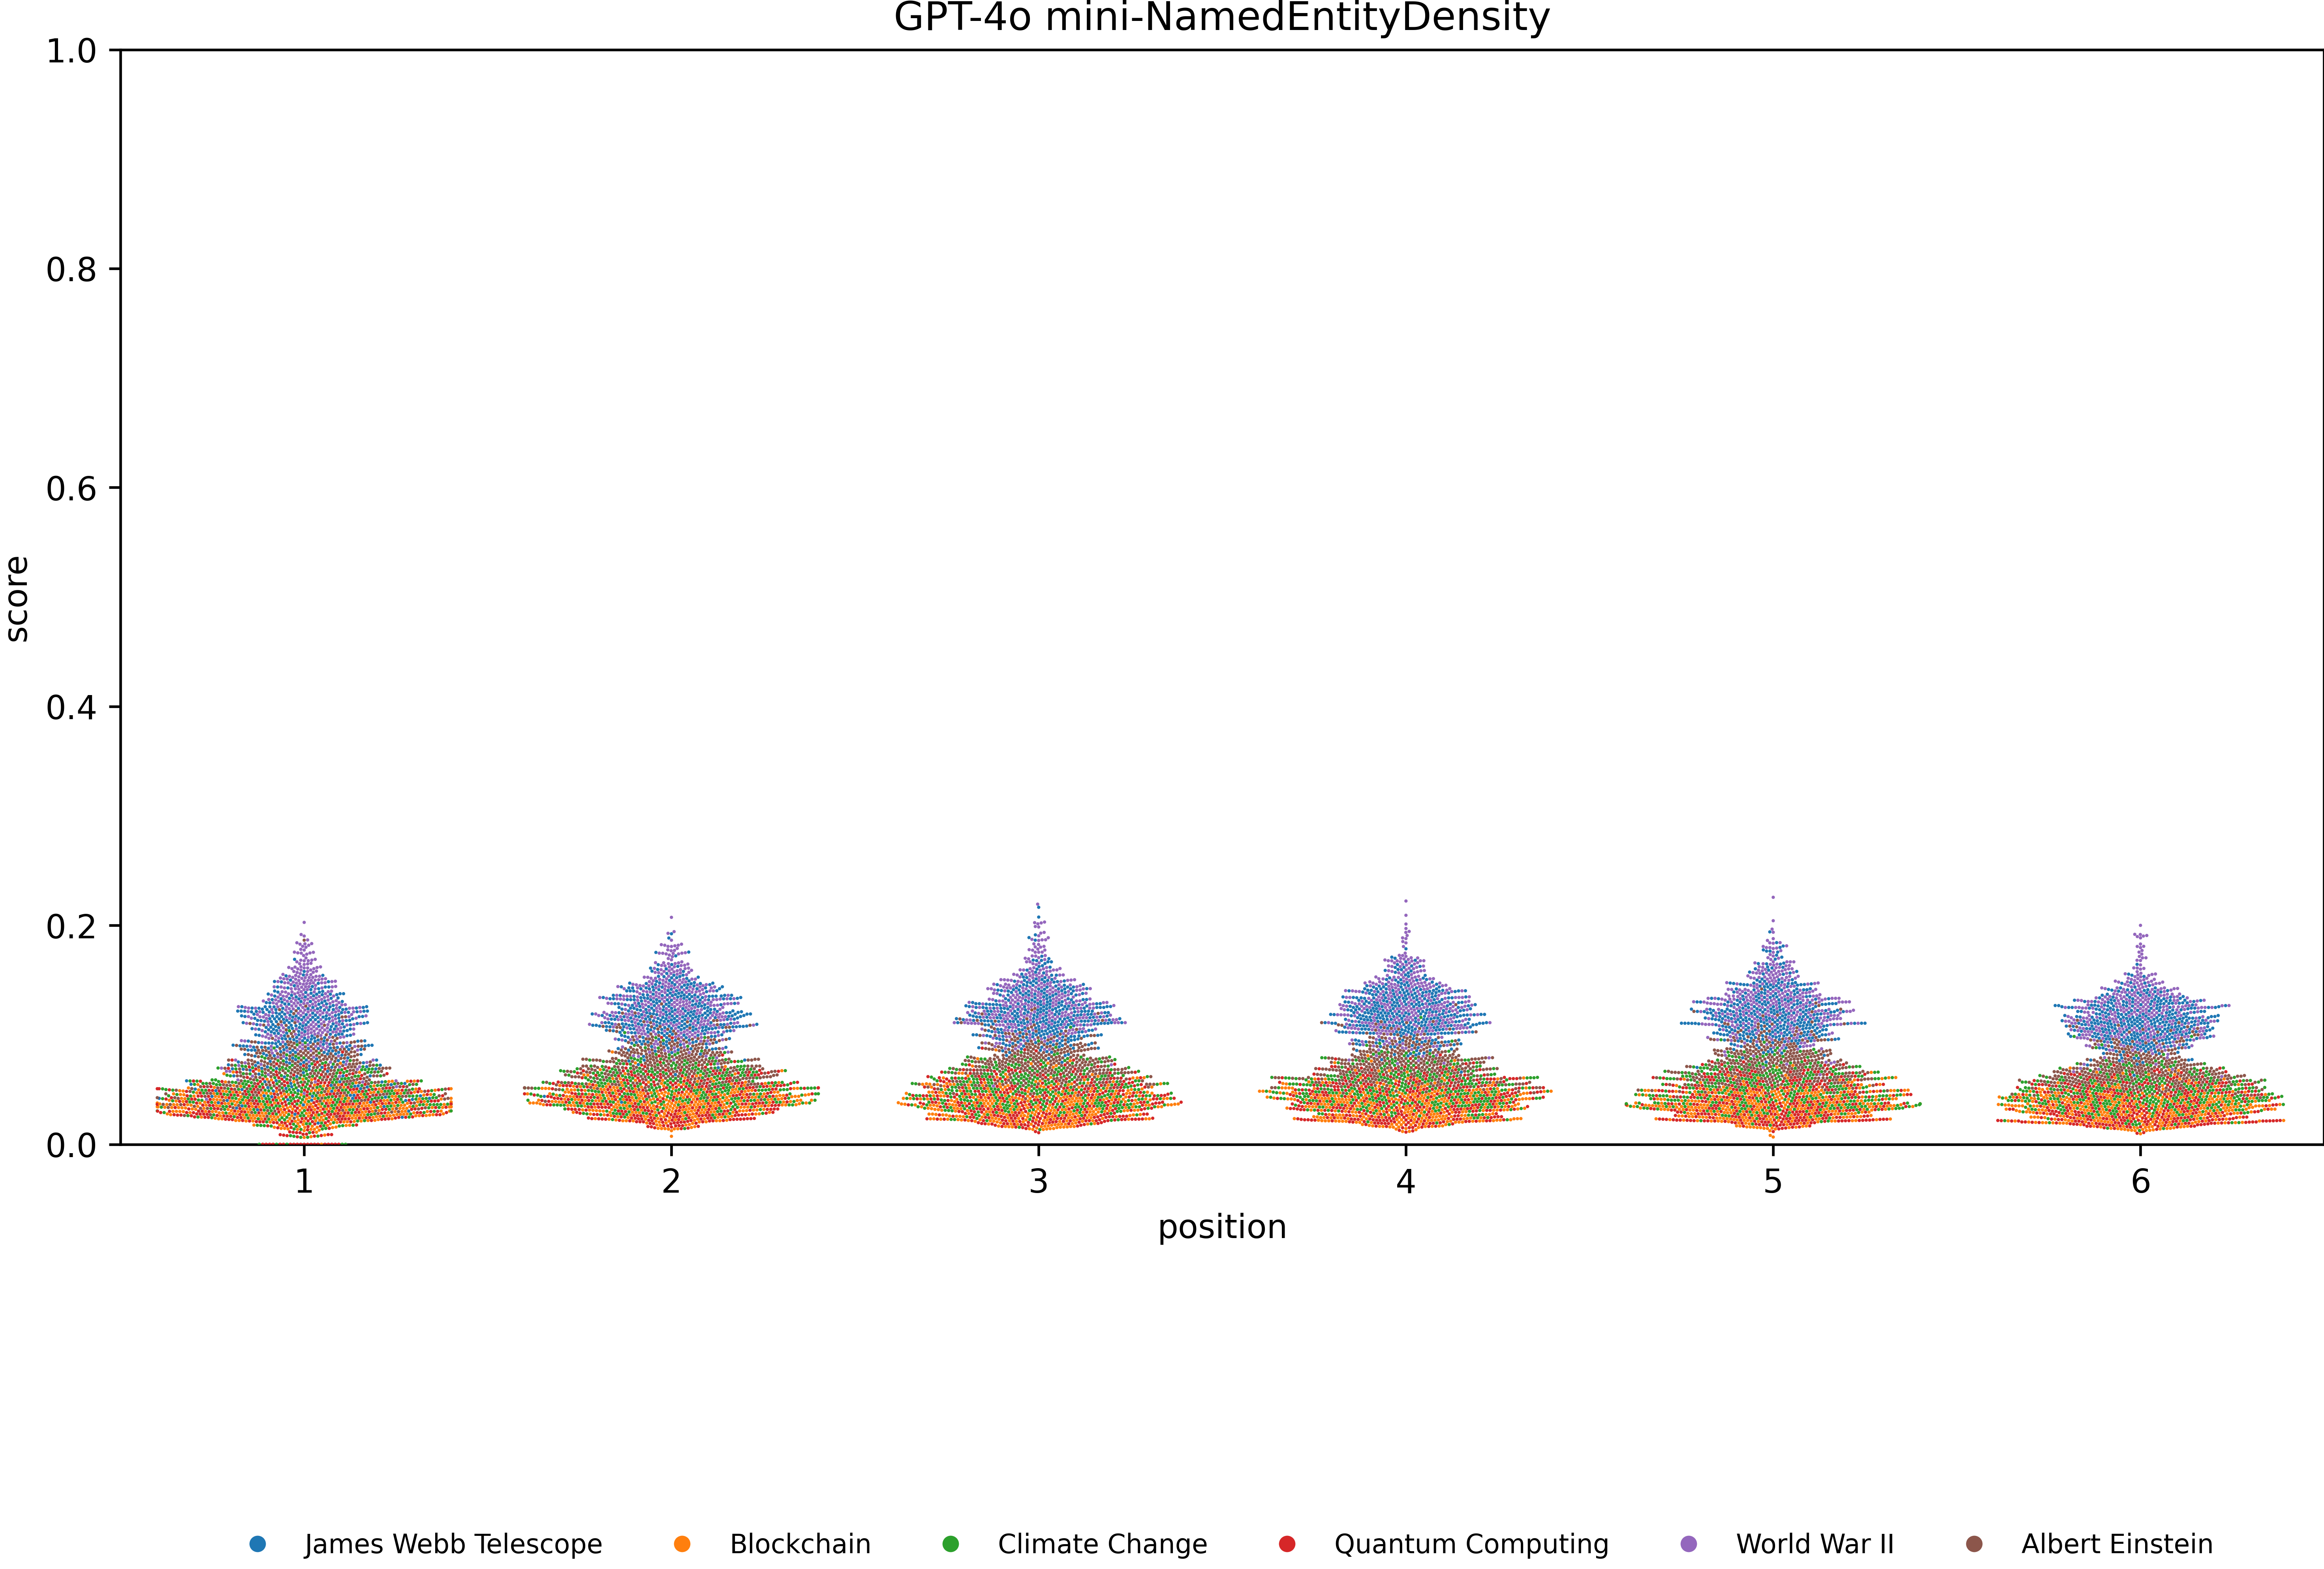 GPT-4o mini-NamedEntityDensity
1.0
0.8
0.6
0.4
0.2
0.0
score
1 2 3 4 5 6
position
James Webb Telescope Blockchain Climate Change Quantum Computing World War II Albert Einstein